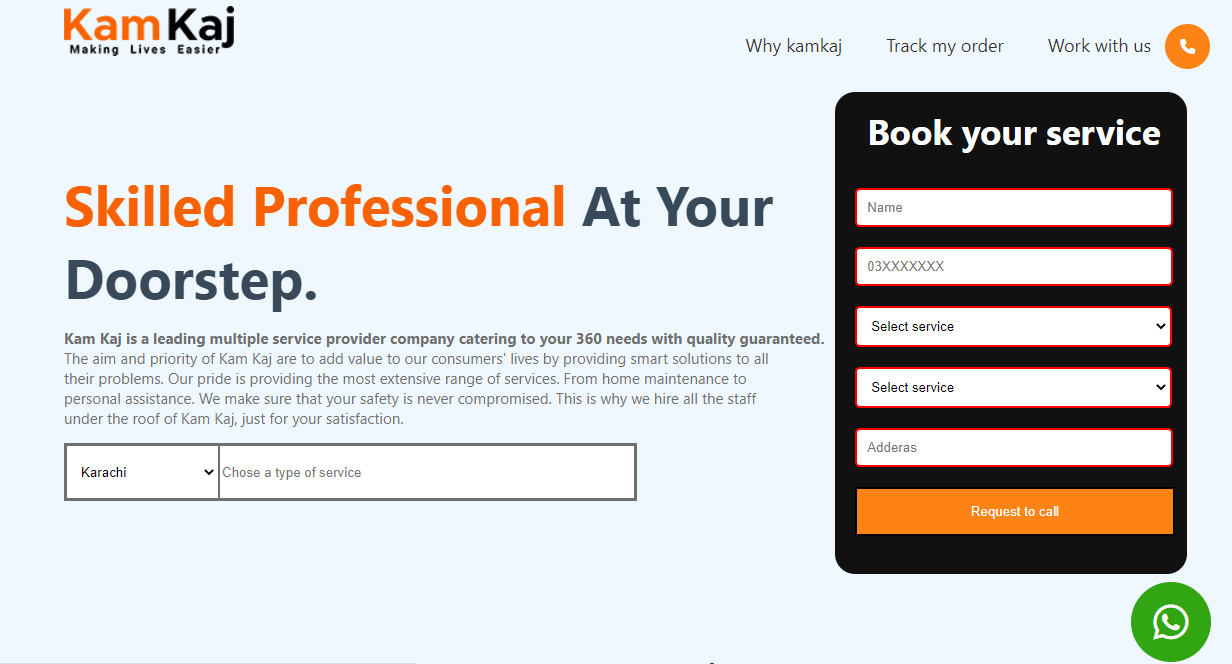 Kam Kaj
Making Lives Easier
Why kamkaj
Track my order
Work with us
Skilled Professional At Your
Doorstep.
Kam Kaj is a leading multiple service provider company catering to your 360 needs with quality guaranteed.
The aim and priority of Kam Kaj are to add value to our consumers' lives by providing smart solutions to all
their problems. Our pride is providing the most extensive range of services. From home maintenance to
personal assistance. We make sure that your safety is never compromised. This is why we hire all the staff
under the roof of Kam Kaj, just for your satisfaction.
Karachi
Chose a type of service
Book your service
Name
03XXXXXXX
Select service
Select service
Adderas
Request to call